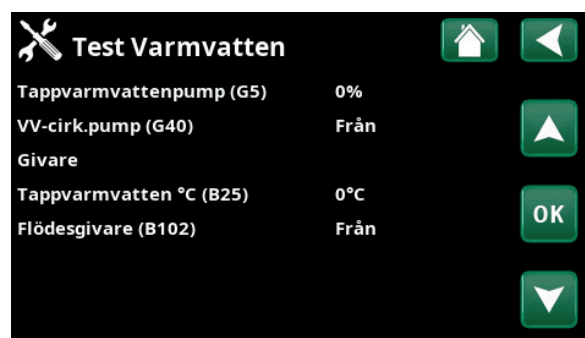 Test Varmvatten
Tappvarmvattenpump (G5) 0%
VV-cirk.pump (G40) Från
Givare
Tappvarmvatten °C (B25) 0°C
Flödesgivare (B102) Från
OK